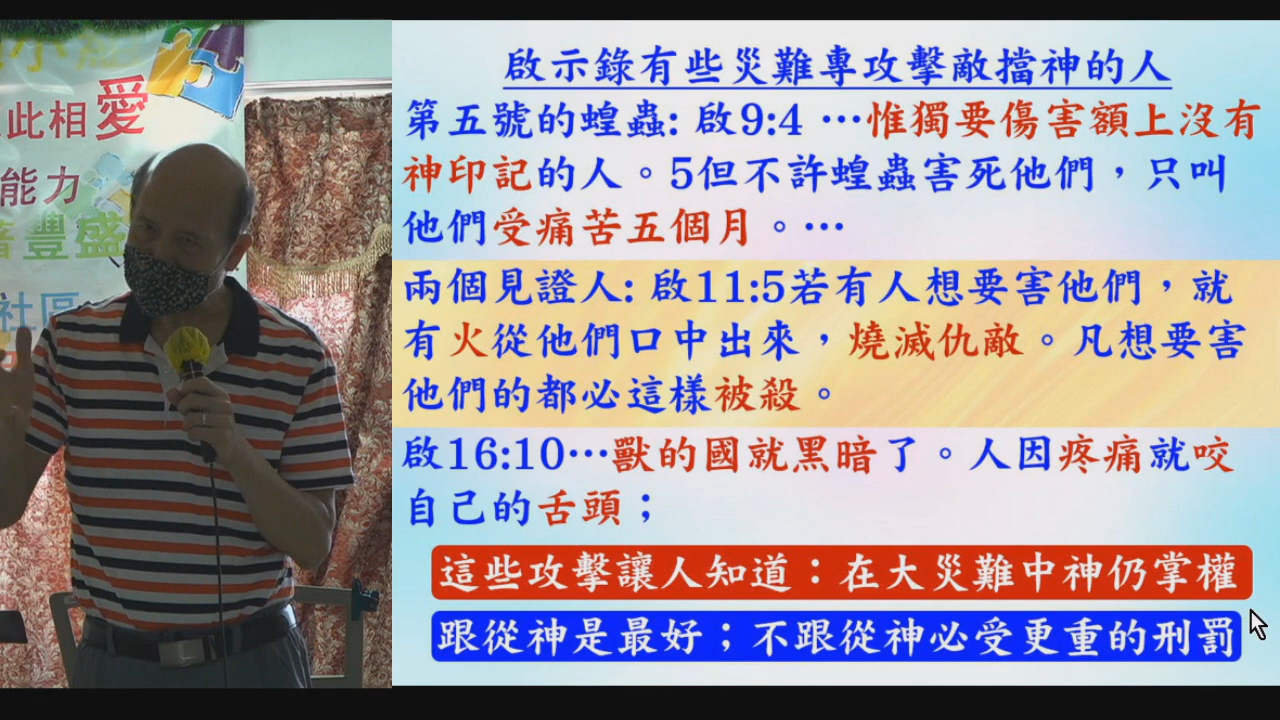 小
此相愛
能力
豐盛
社區
啟示錄有些災難專攻擊敵擋神的人
第五號的蝗蟲: 啟9:4 …惟獨要傷害額上沒有
神印記的人。5但不許蝗蟲害死他們，只叫
他們受痛苦五個月。…
兩個見證人: 啟11:5若有人想要害他們，就
有火從他們口中出來，燒滅仇敵。凡想要害
他們的都必這樣被殺。
啟16:10…獸的國就黑暗了。人因疼痛就咬
自己的舌頭；
這些攻擊讓人知道：在大災難中神仍掌權
跟從神是最好；不跟從神必受更重的刑罰